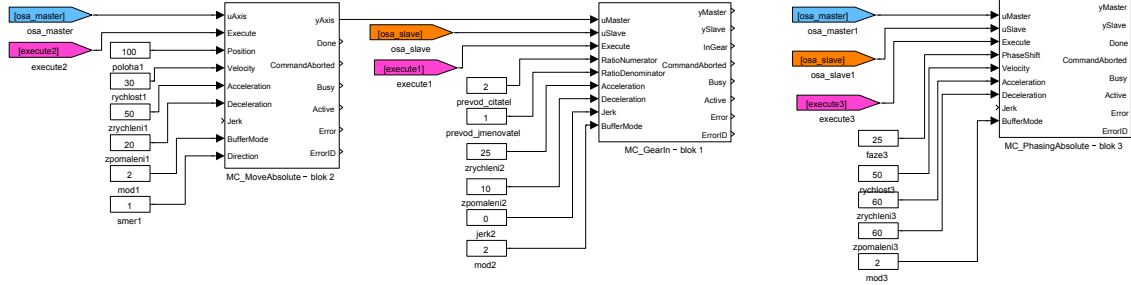 [osa_master]
osa_master
[execute2]
execute2
100
poloha1
30
rychlost1
50
zrychleni1
20
zpomaleni1
2
mod1
1
smer1
uAxis
Execute
Position
Velocity
Acceleration
Deceleration
Jerk
BufferMode
Direction
yAxis
Done
CommandAborted
Busy
Active
Error
ErrorID
MC_MoveAbsolute - blok 2
[osa_slave]
osa_slave
[execute1]
execute1
2
prevod_citatel
1
prevod_jmenovatel
25
zrychleni2
10
zpomaleni2
0
jerk2
2
mod2
uMaster
uSlave
Execute
RatioNumerator
RatioDenominator
Acceleration
Deceleration
Jerk
BufferMode
yMaster
ySlave
InGear
CommandAborted
Busy
Active
Error
ErrorID
MC_GearIn - blok 1
[osa_master]
osa_master1
[osa_slave]
osa_slave1
[execute3]
execute3
25
faze3
50
rychlost3
60
zrychleni3
60
zpomaleni3
2
mod3
uMaster
uSlave
Execute
PhaseShift
Velocity
Acceleration
Deceleration
Jerk
BufferMode
yMaster
ySlave
Done
CommandAborted
Busy
Active
Error
ErrorID
MC_PhasingAbsolute - blok 3